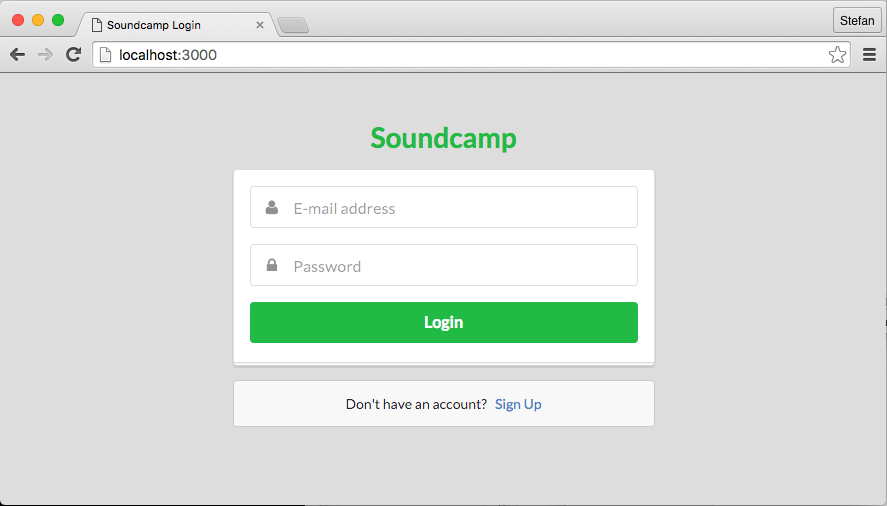 Soundcamp Login
Stefan
localhost:3000
Soundcamp
E-mail address
Password
Login
Don't have an account? Sign Up